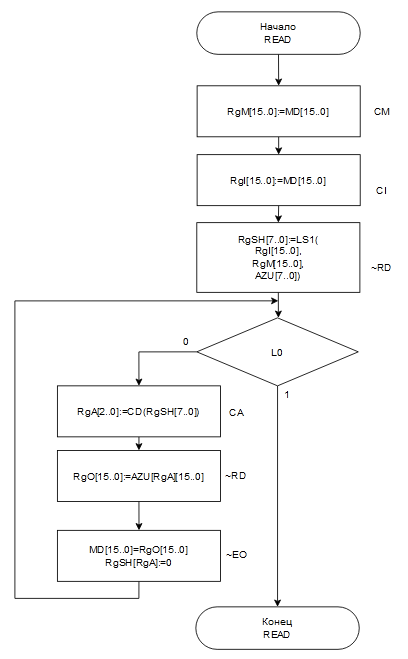 Начало
READ
RgM[15..0]:=MD[15..0]
CM
RgI[15..0]:=MD[15..0]
CI
RgSH[7..0]:=LS1(
RgI[15..0],
RgM[15..0],
AZU[7..0])
~RD
L0
0
1
RgA[2..0]:=CD(RgSH[7..0])
CA
RgO[15..0]:=AZU[RgA][15..0]
~RD
MD[15..0]=RgO[15..0]
RgSH[RgA]:=0
~EO
Конец
READ